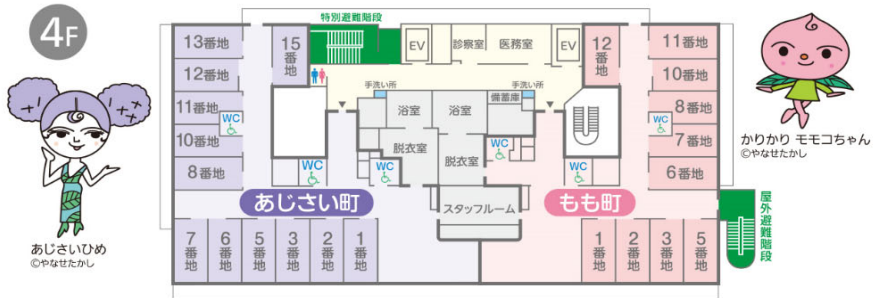 4F
特別避難階段
13番地
15番地
EV
診察室
医務室
EV
12番地
11番地
12番地
10番地
手洗い所
手洗い所
11番地
WC
浴室
浴室
備蓄庫
8番地
WC
10番地
脱衣室
WC
7番地
8番地
WC
WC
脱衣室
WC
6番地
あじさい町
スタッフルーム
もも町
屋外避難階段
7番地
6番地
5番地
3番地
2番地
1番地
1番地
2番地
3番地
5番地
あじさいひめ
©やなせたかし
かりかり モモコちゃん
©やなせたかし